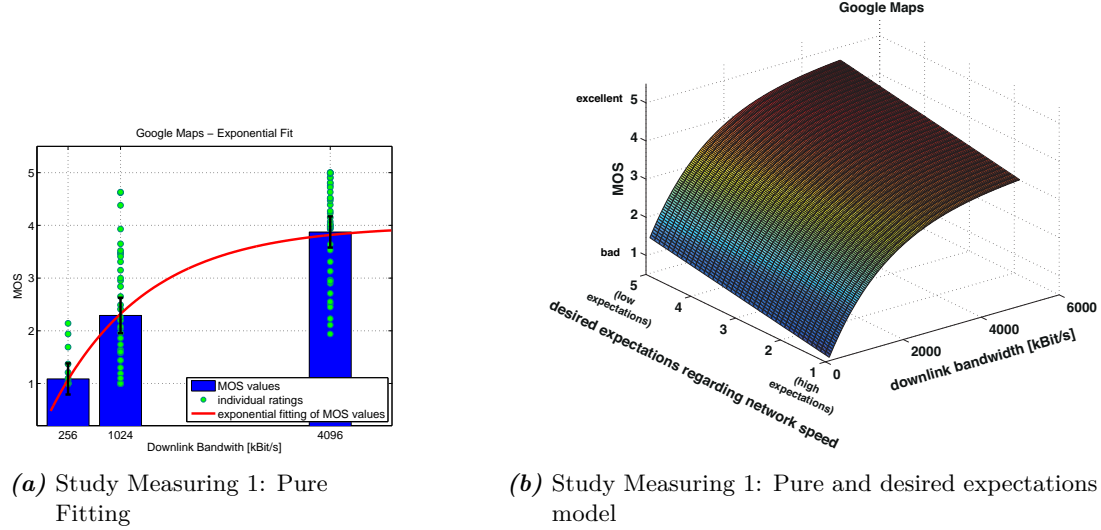 Google Maps – Exponential Fit
5
4
3
2
1
MOS
MOS values
individual ratings
exponential fitting of MOS values
256
1024
4096
Downlink Bandwith [kBit/s]
(a) Study Measuring 1: Pure
Fitting
Google Maps
excellent
5
4
3
2
bad
1
MOS
5
(low
expectations)
4
3
2
1
(high
expectations)
desired expectations regarding network speed
0
2000
4000
6000
downlink bandwidth [kBit/s]
(b) Study Measuring 1: Pure and desired expectations
model